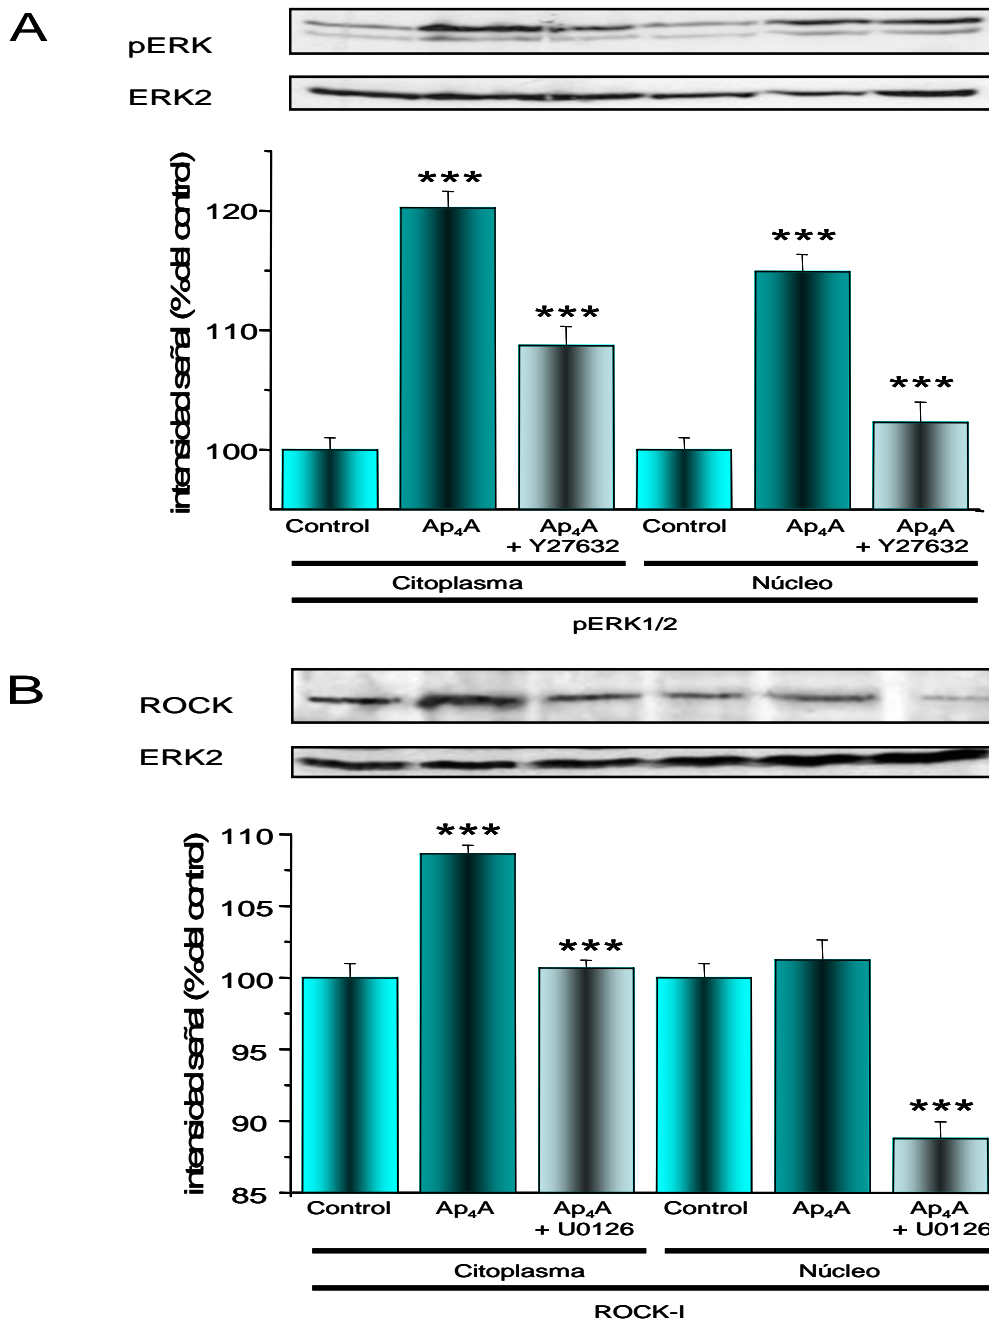 A
pERK
ERK2
intensidad señal (% del control)
120
110
100
***
***
***
***
Control
Ap₄A
Ap₄A
+ Y27632
Control
Ap₄A
Ap₄A
+ Y27632
Citoplasma
Núcleo
pERK1/2
B
ROCK
ERK2
intensidad señal (% del control)
110
105
100
95
90
85
***
***
***
Control
Ap₄A
Ap₄A
+ U0126
Control
Ap₄A
Ap₄A
+ U0126
Citoplasma
Núcleo
ROCK-I